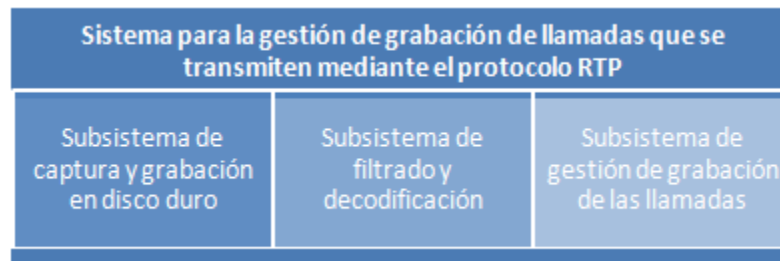 Sistema para la gestión de grabación de llamadas que se
transmiten mediante el protocolo RTP
Subsistema de
captura y grabación
en disco duro
Subsistema de
filtrado y
decodificación
Subsistema de
gestión de grabación
de las llamadas